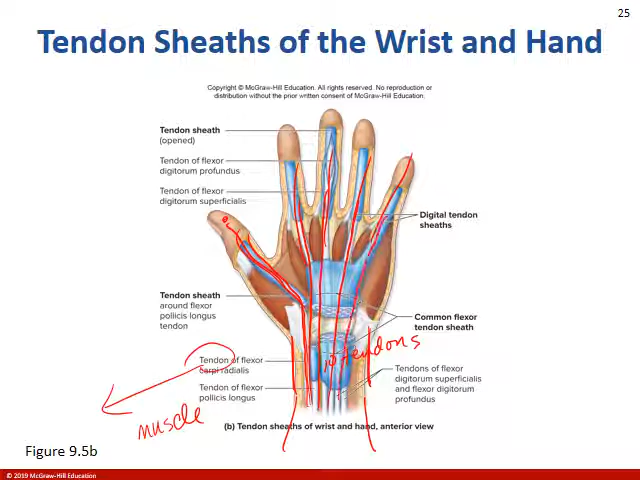 25
Tendon Sheaths of the Wrist and Hand
Copyright © McGraw-Hill Education. All rights reserved. No reproduction or
distribution without the prior written consent of McGraw-Hill Education.
Tendon sheath
(opened)
Tendon of flexor
digitorum profundus
Tendon of flexor
digitorum superficialis
Digital tendon
sheaths
Tendon sheath
around flexor
pollicis longus
tendon
Common flexor
tendon sheath
10 tendons
Tendon of flexor
carpi radialis
Tendons of flexor
digitorum superficialis
and flexor digitorum
profundus
Tendon of flexor
pollicis longus
muscle
(b) Tendon sheaths of wrist and hand, anterior view
Figure 9.5b
© 2019 McGraw-Hill Education